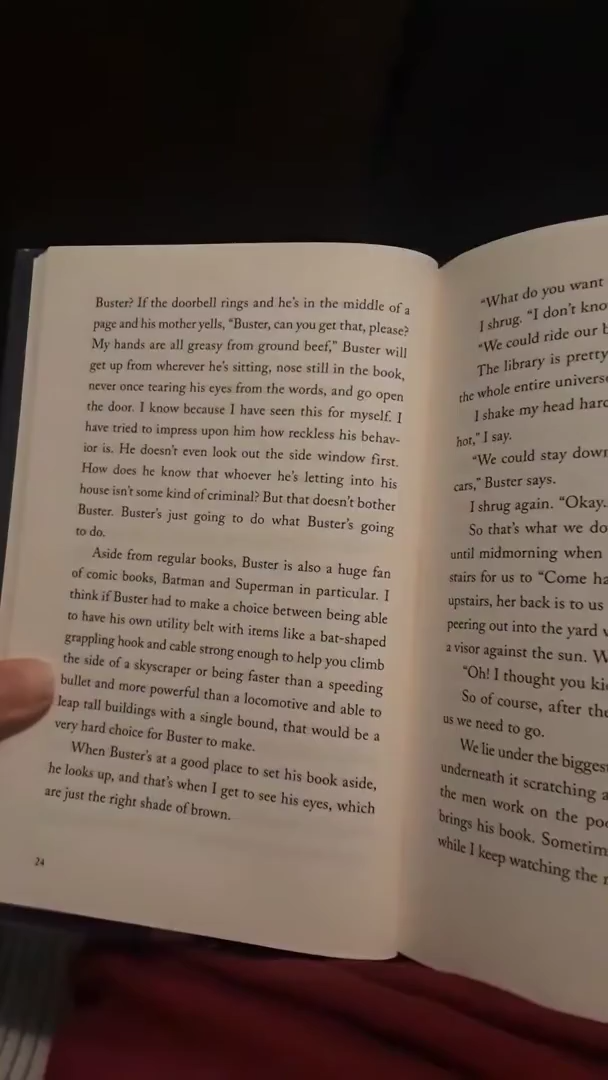 Buster? If the doorbell rings and he's in the middle of a
page and his mother yells, “Buster, can you get that, please?
My hands are all greasy from ground beef,” Buster will
get up from wherever he's sitting, nose still in the book,
never once tearing his eyes from the words, and go open
the door. I know because I have seen this for myself. I
have tried to impress upon him how reckless his behav-
ior is. He doesn't even look out the side window first.
How does he know that whoever he's letting into his
house isn't some kind of criminal? But that doesn't bother
Buster. Buster's just going to do what Buster's going
to do.
Aside from regular books, Buster is also a huge fan
of comic books, Batman and Superman in particular. I
think if Buster had to make a choice between being able
to have his own utility belt with items like a bat-shaped
grappling hook and cable strong enough to help you climb
the side of a skyscraper or being faster than a speeding
bullet and more powerful than a locomotive and able to
leap tall buildings with a single bound, that would be a
very hard choice for Buster to make.
When Buster's at a good place to set his book aside,
he looks up, and that's when I get to see his eyes, which
are just the right shade of brown.
24
“What do you want
I shrug. “I don't kno
“We could ride our b
The library is pretty
the whole entire univers
I shake my head hard
hot,” I say.
“We could stay down
cars,” Buster says.
I shrug again. “Okay.
So that's what we do
until midmorning when
stairs for us to “Come ha
upstairs, her back is to us
peering out into the yard
a visor against the sun. W
“Oh! I thought you ki
So of course, after the
us we need to go.
We lie under the biggest
underneath it scratching a
the men work on the poo
brings his book. Sometim
while I keep watching the